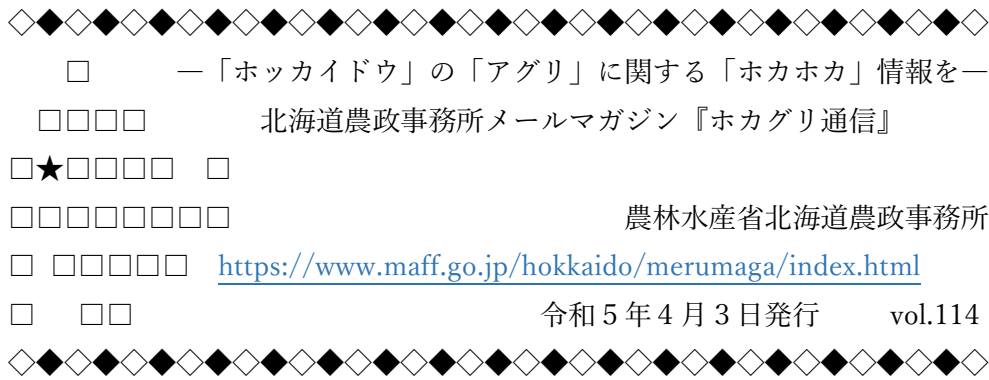 ◇◆◇◆◇◆◇◆◇◆◇◆◇◆◇◆◇◆◇◆◇◆◇◆◇◆◇◆◇◆◇◆◇◆◇
□　　　―「ホッカイドウ」の「アグリ」に関する「ホカホカ」情報を―
□□□□　　　　北海道農政事務所メールマガジン『ホカグリ通信』
□★□□□□　□
□□□□□□□□　　　　　　　　　　　　　　　農林水産省北海道農政事務所
□　□□□□□　https://www.maff.go.jp/hokkaido/merumaga/index.html
□　　□□　　　　　　　　　　　　　　　令和５年４月３日発行　　vol.114
◇◆◇◆◇◆◇◆◇◆◇◆◇◆◇◆◇◆◇◆◇◆◇◆◇◆◇◆◇◆◇◆◇◆◇